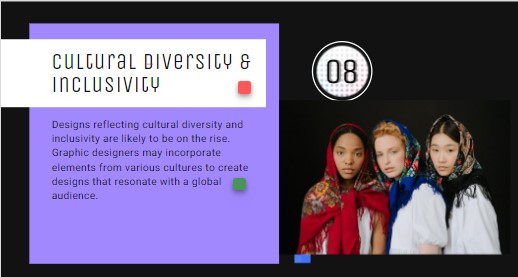 Cultural Diversity &
Inclusivity
08
Designs reflecting cultural diversity and
inclusivity are likely to be on the rise.
Graphic designers may incorporate
elements from various cultures to create
designs that resonate with a global
audience.